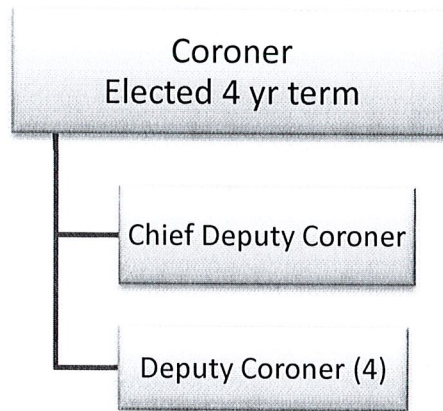 Coroner
Elected 4 yr term
Chief Deputy Coroner
Deputy Coroner (4)